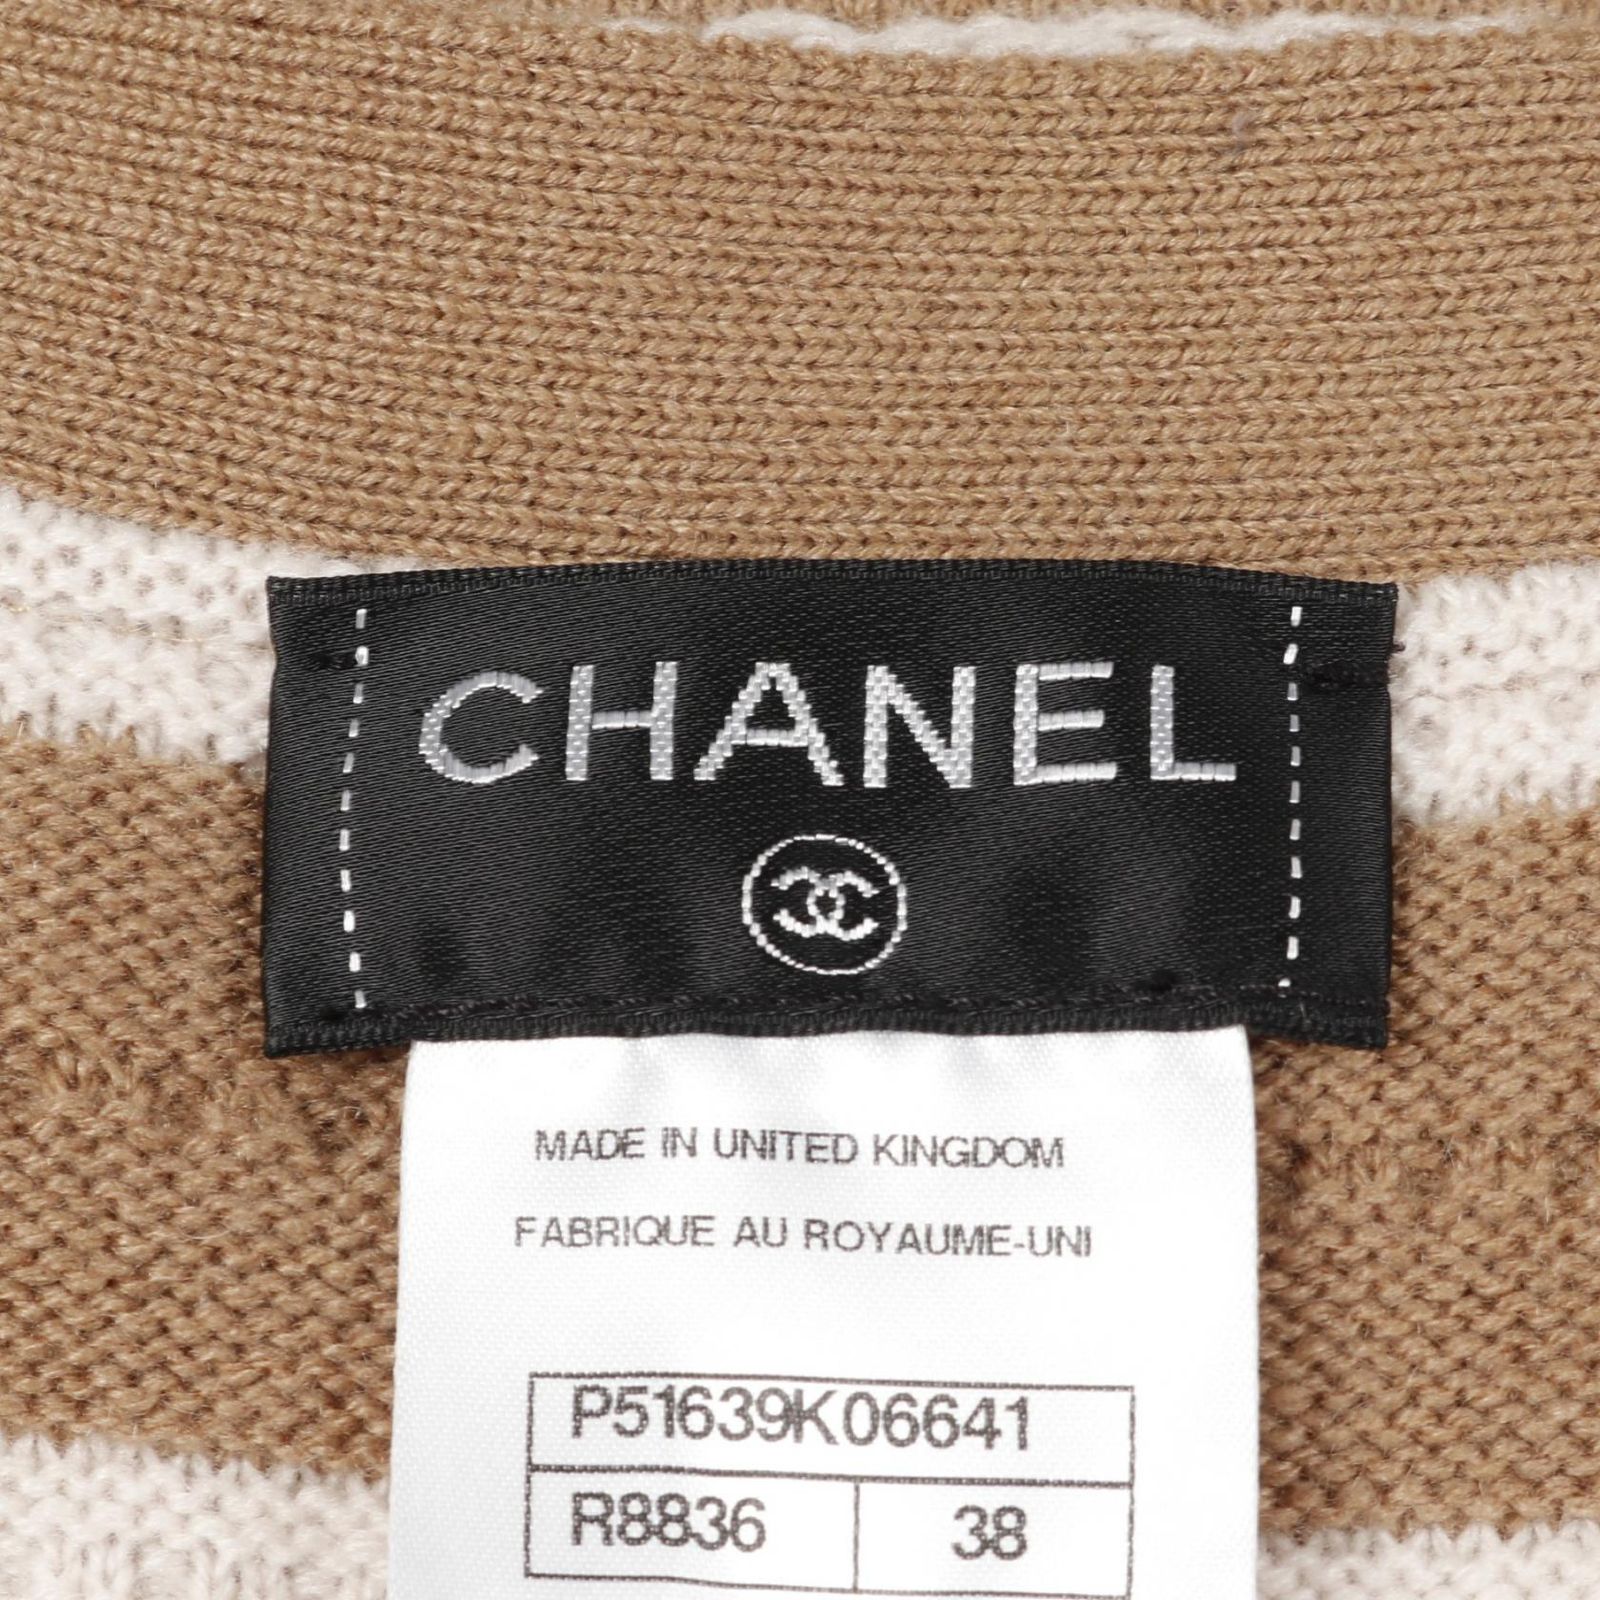 CHANEL
MADE IN UNITED KINGDOM
FABRIQUE AU ROYAUME-UNI
P51639K06641
R8836 38